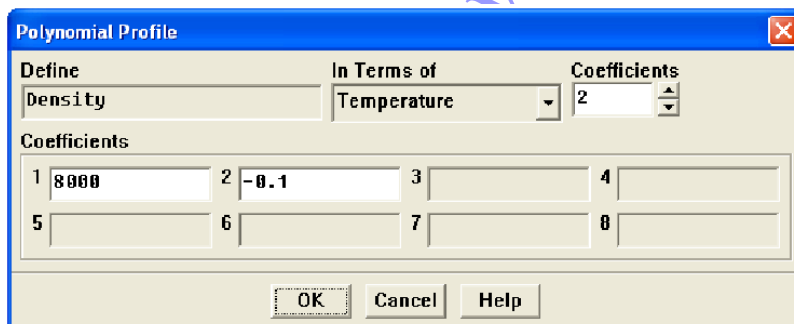 Polynomial Profile
Define In Terms of Coefficients
Density Temperature 2
Coefficients
1 8000 2 -0.1 3 4
5 6 7 8
OK Cancel Help